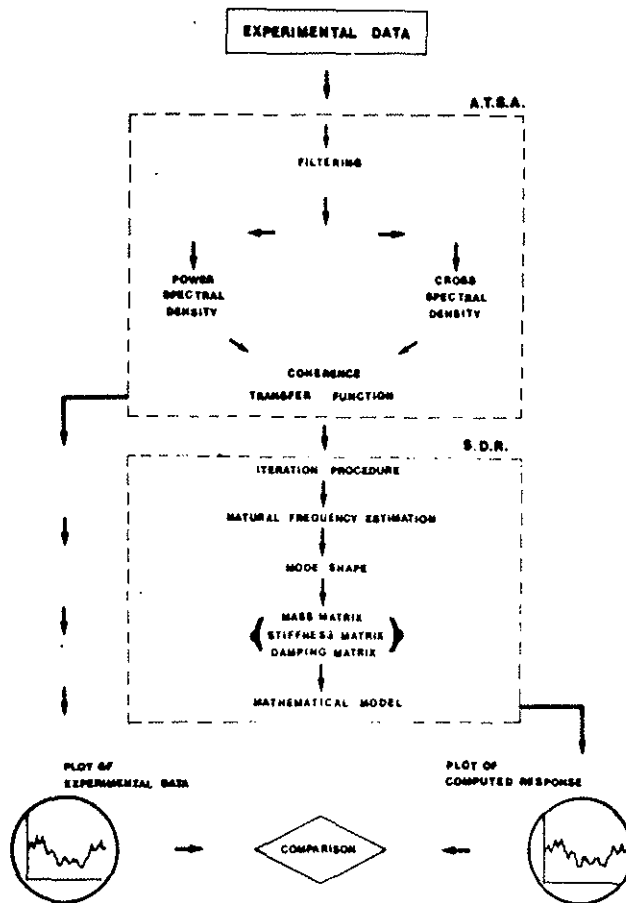 EXPERIMENTAL DATA
A.T.S.A.
FILTERING
POWER
SPECTRAL
DENSITY
CROSS
SPECTRAL
DENSITY
COHERENCE
TRANSFER FUNCTION
S.D.R.
ITERATION PROCEDURE
NATURAL FREQUENCY ESTIMATION
MODE SHAPE
MASS MATRIX
STIFFNESS MATRIX
DAMPING MATRIX
MATHEMATICAL MODEL
PLOT OF
EXPERIMENTAL DATA
PLOT OF
COMPUTED RESPONSE
COMPARISON